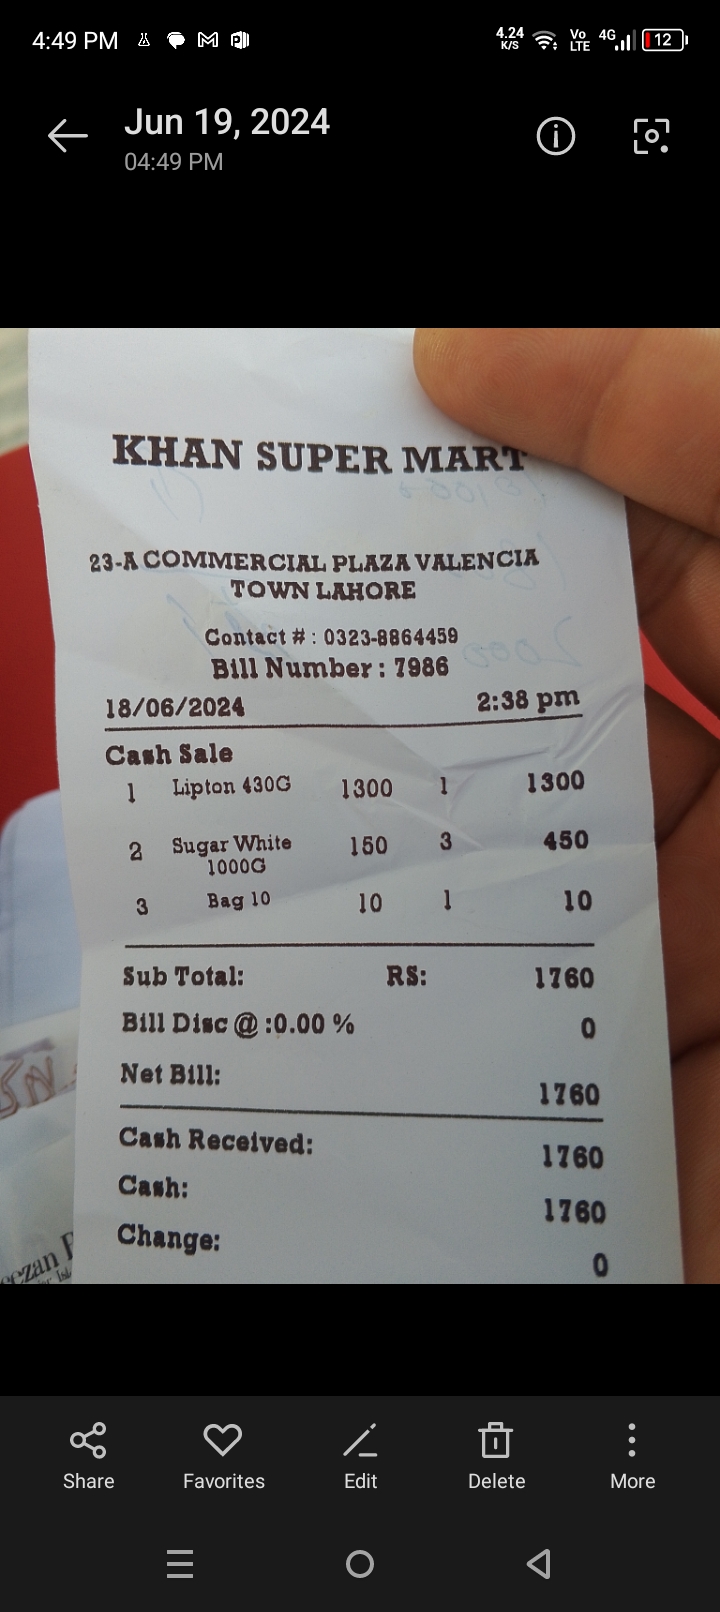 4:49 PM
4.24 K/S Vo LTE 4G 12
Jun 19, 2024
04:49 PM
KHAN SUPER MART
23-A COMMERCIAL PLAZA VALENCIA
TOWN LAHORE
Contact # : 0323-8864459
Bill Number : 7986
18/06/2024 2:38 pm
Cash Sale
1 Lipton 430G 1300 1 1300
2 Sugar White 150 3 450
1000G
3 Bag 10 10 1 10
Sub Total: RS: 1760
Bill Disc @ :0.00 % 0
Net Bill: 1760
Cash Received: 1760
Cash: 1760
Change: 0
Share Favorites Edit Delete More